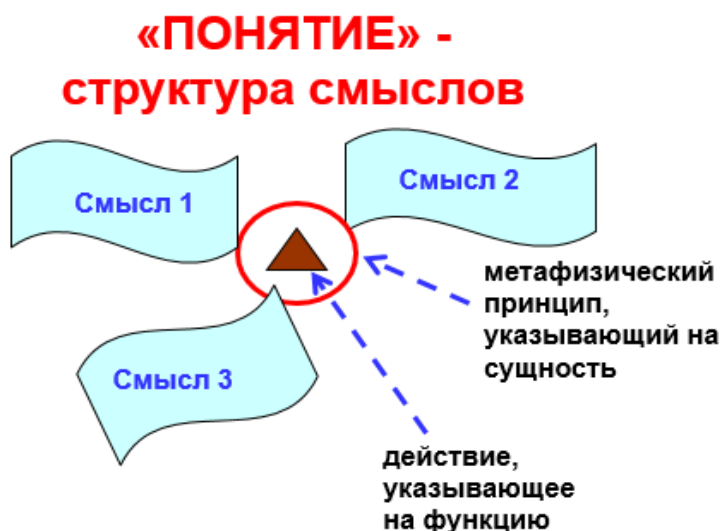 «ПОНЯТИЕ» -
структура смыслов
Смысл 1
Смысл 2
метафизический
принцип,
указывающий на
сущность
Смысл 3
действие,
указывающее
на функцию